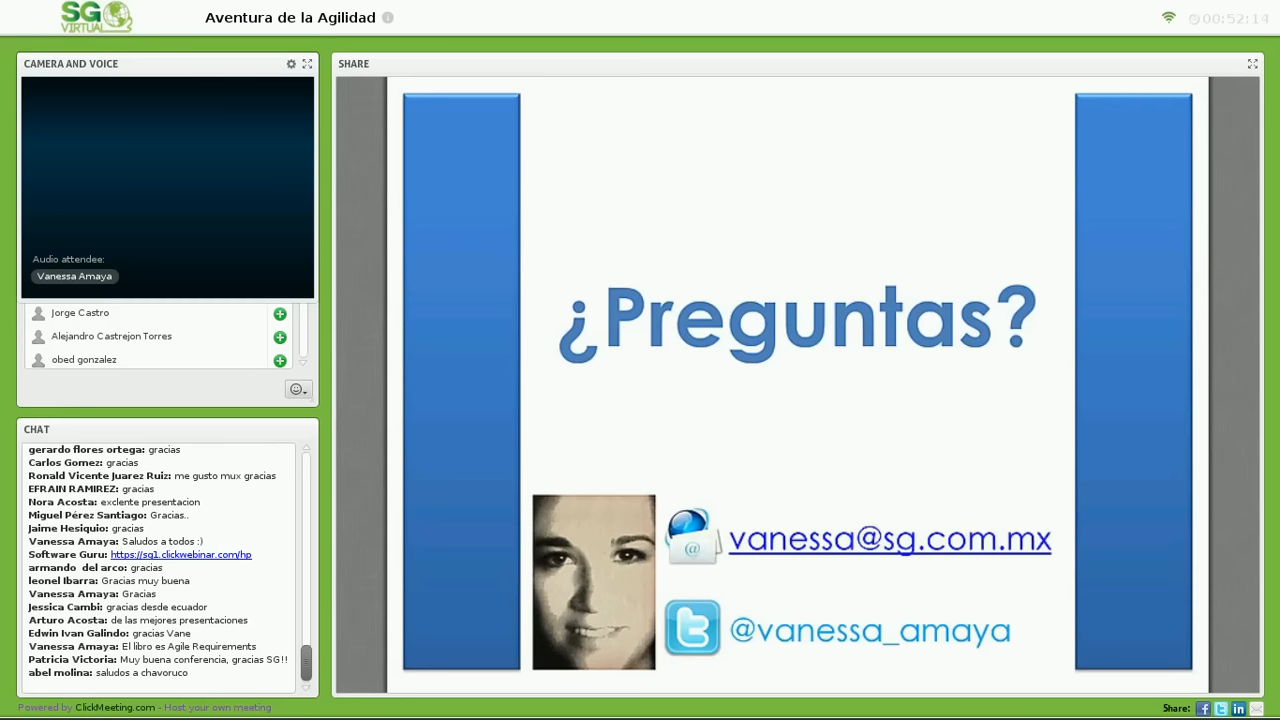 SG
VIRTUAL
Aventura de la Agilidad
00:52:14
CAMERA AND VOICE
Audio attendee:
Vanessa Amaya
Jorge Castro
Alejandro Castrejon Torres
obed gonzalez
CHAT
gerardo flores ortega: gracias
Carlos Gomez: gracias
Ronald Vicente Juarez Ruiz: me gusto mux gracias
EFRAIN RAMIREZ: gracias
Nora Acosta: exclente presentacion
Miguel Pérez Santiago: Gracias..
Jaime Hesiquio: gracias
Vanessa Amaya: Saludos a todos :)
Software Guru: https://sg1.clickwebinar.com/hp
armando del arco: gracias
leonel Ibarra: Gracias muy buena
Vanessa Amaya: Gracias
Jessica Cambi: gracias desde ecuador
Arturo Acosta: de las mejores presentaciones
Edwin Ivan Galindo: gracias Vane
Vanessa Amaya: El libro es Agile Requirements
Patricia Victoria: Muy buena conferencia, gracias SG!!
abel molina: saludos a chavoruco
SHARE
¿Preguntas?
vanessa@sg.com.mx
@vanessa_amaya
Powered by ClickMeeting.com - Host your own meeting
Share: